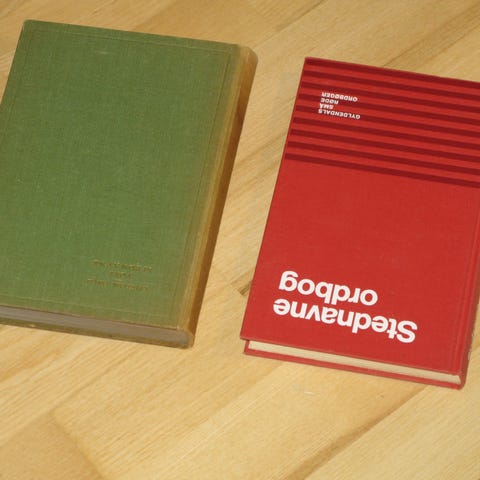 Stednavne
ordbog
GYLDENDALS
SMÅ
RØDE
ORDBØGER